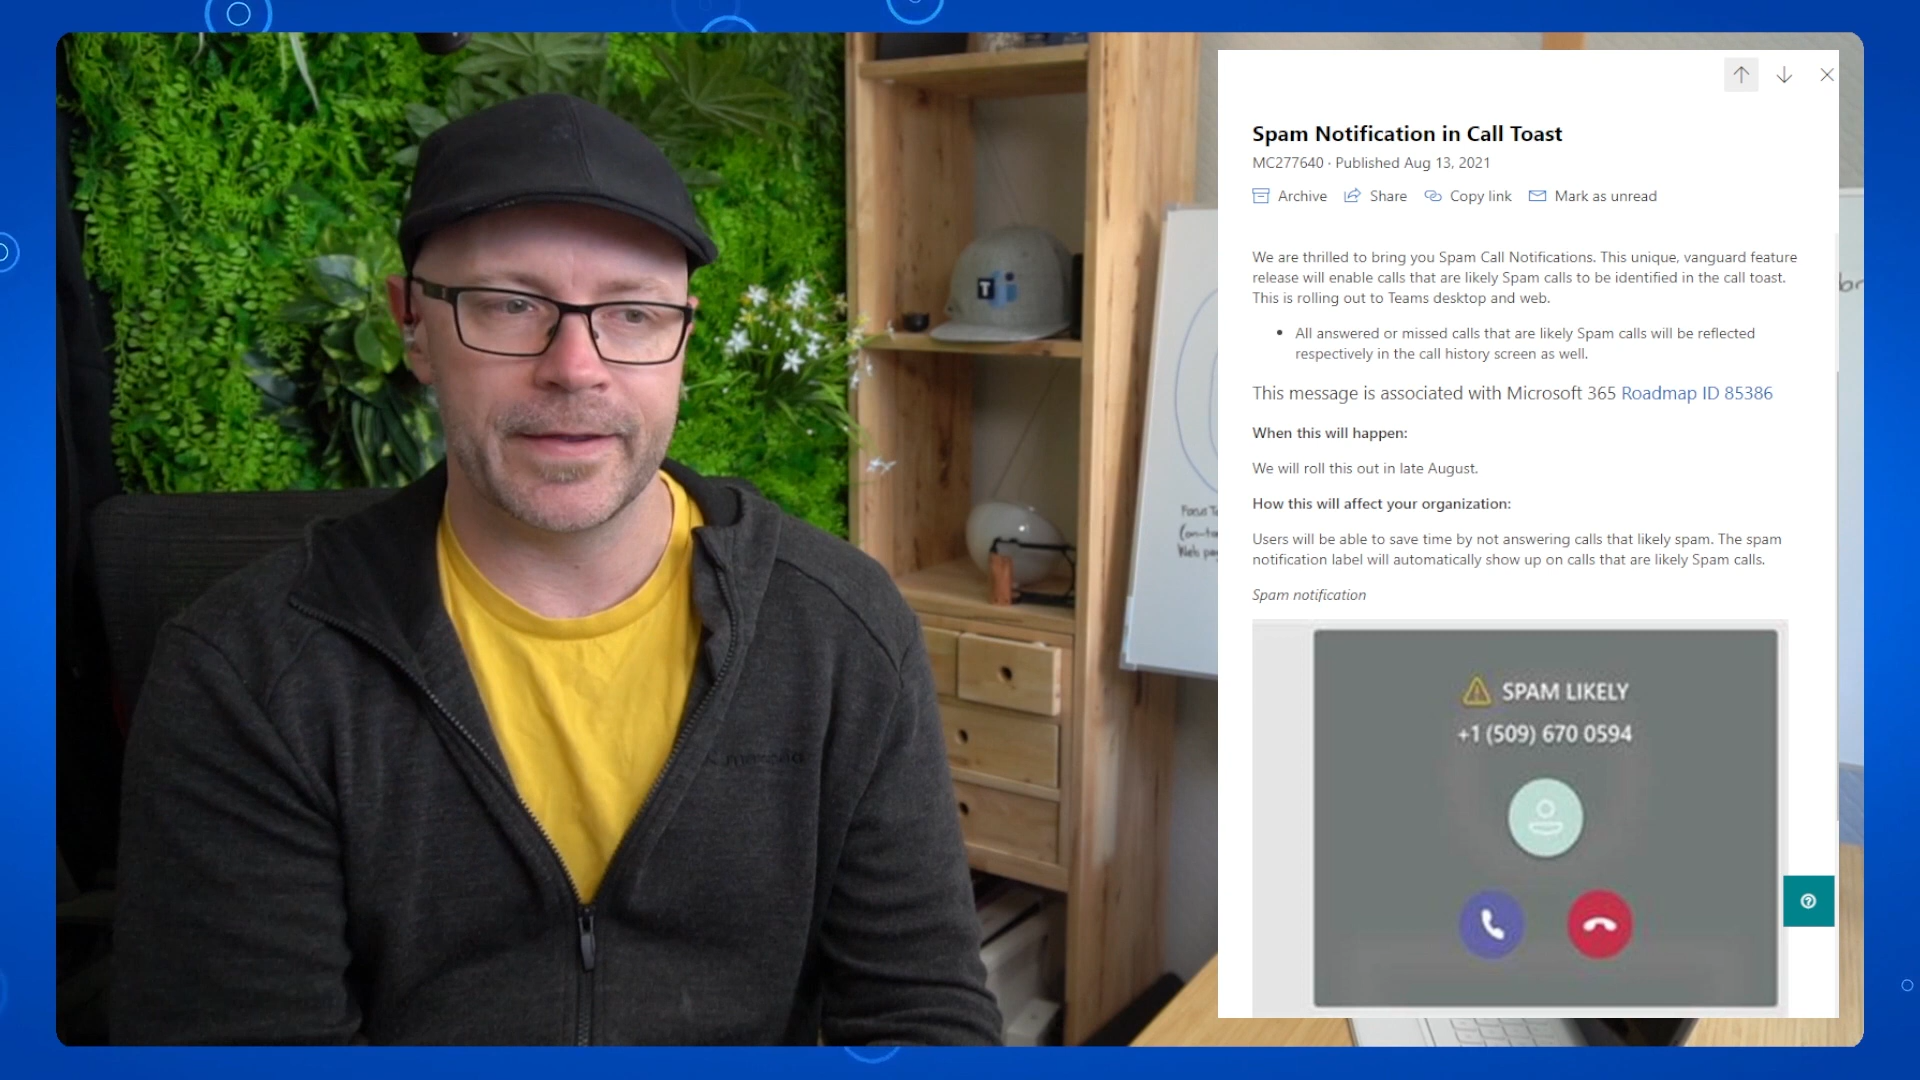 Spam Notification in Call Toast
MC277640 · Published Aug 13, 2021
Archive Share Copy link Mark as unread
We are thrilled to bring you Spam Call Notifications. This unique, vanguard feature
release will enable calls that are likely Spam calls to be identified in the call toast.
This is rolling out to Teams desktop and web.
• All answered or missed calls that are likely Spam calls will be reflected
respectively in the call history screen as well.
This message is associated with Microsoft 365 Roadmap ID 85386
When this will happen:
We will roll this out in late August.
How this will affect your organization:
Users will be able to save time by not answering calls that likely spam. The spam
notification label will automatically show up on calls that are likely Spam calls.
Spam notification
SPAM LIKELY
+1 (509) 670 0594
T
Focus
Web